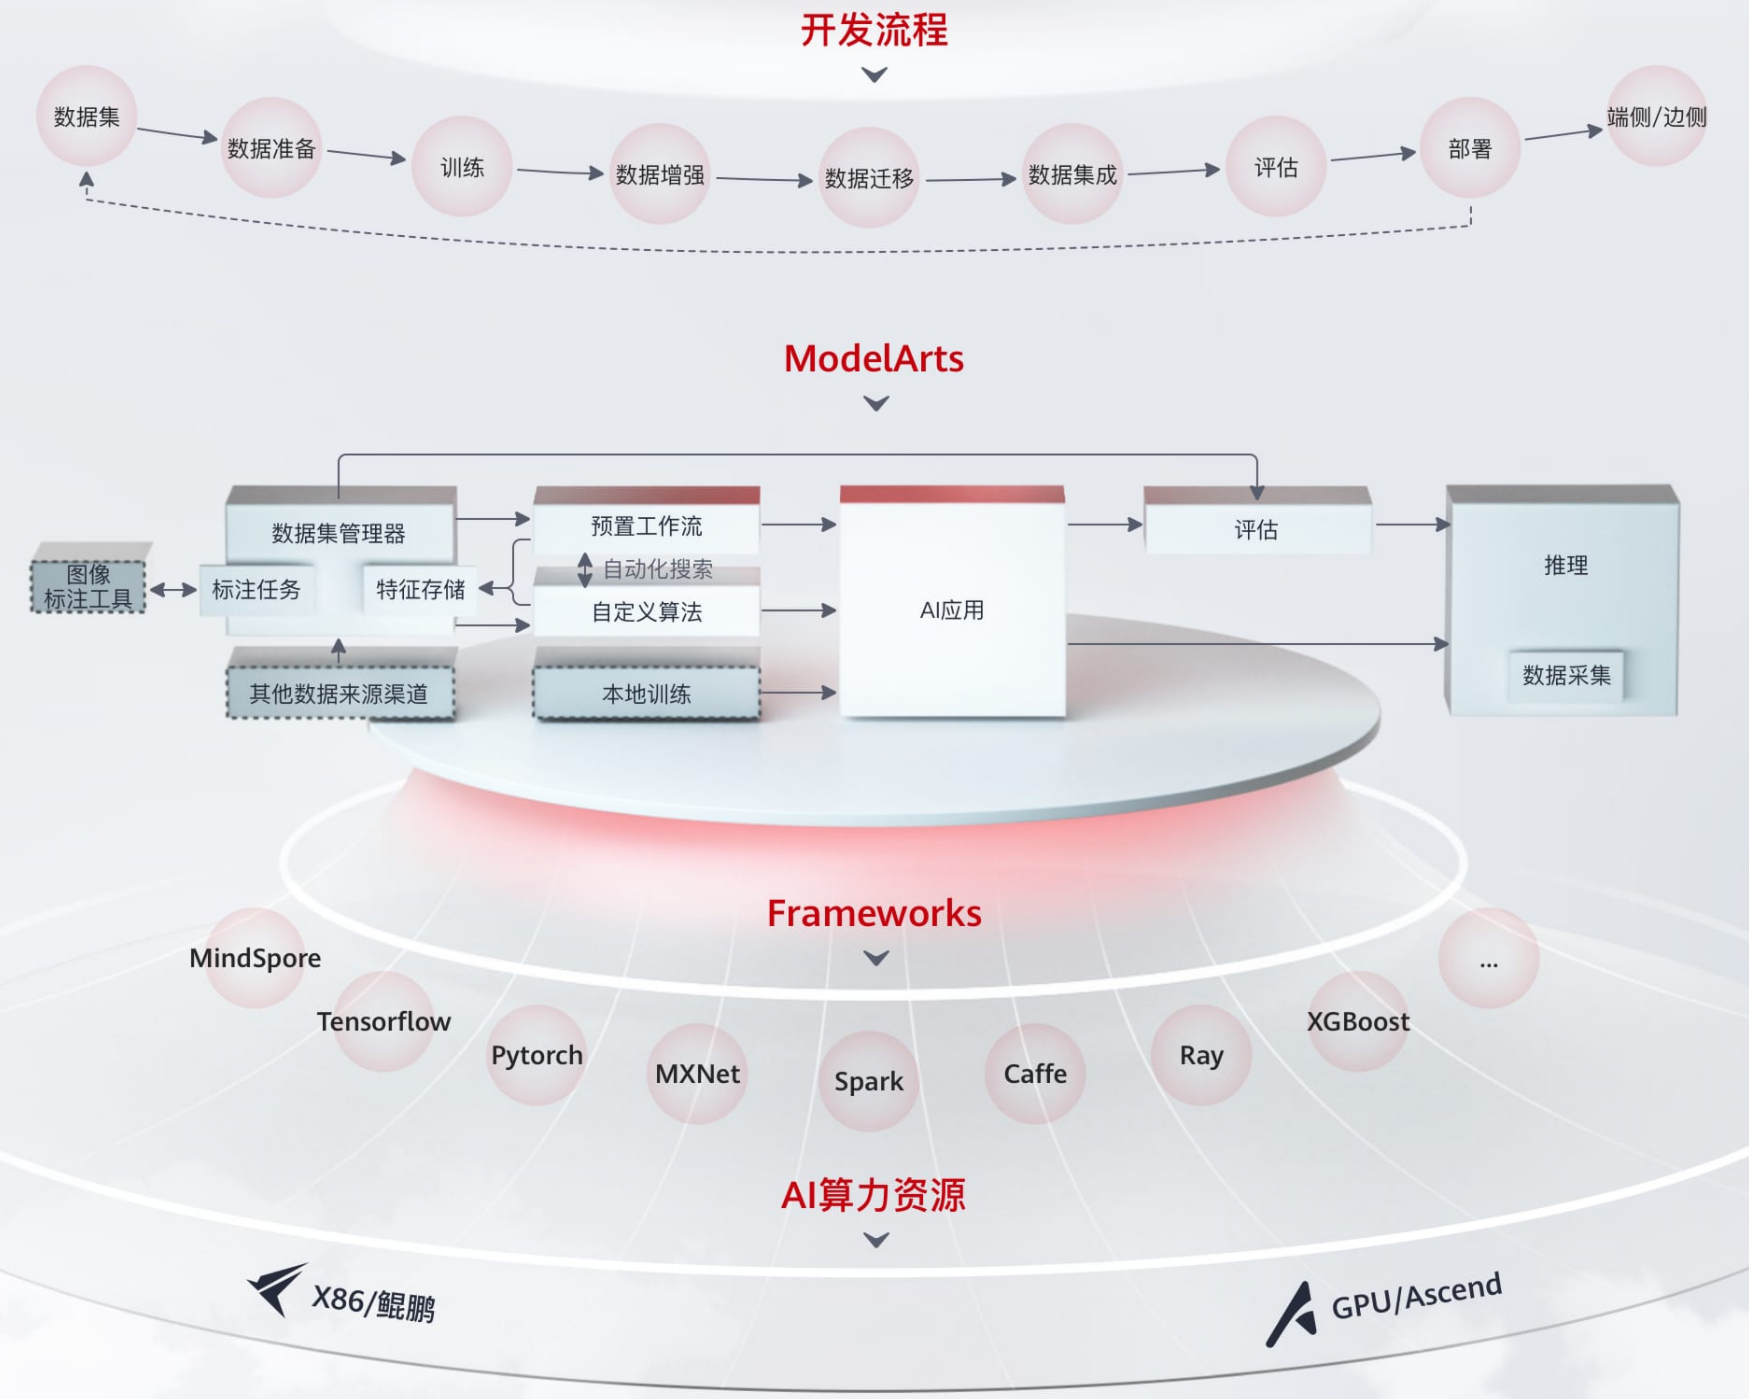 开发流程
数据集
数据准备
训练
数据增强
数据迁移
数据集成
评估
部署
端侧/边侧
ModelArts
数据集管理器
预置工作流
评估
推理
图像
标注工具
标注任务
特征存储
自动化搜索
自定义算法
AI应用
其他数据来源渠道
本地训练
数据采集
Frameworks
MindSpore
Tensorflow
Pytorch
MXNet
Spark
Caffe
Ray
XGBoost
...
AI算力资源
X86/鲲鹏
GPU/Ascend